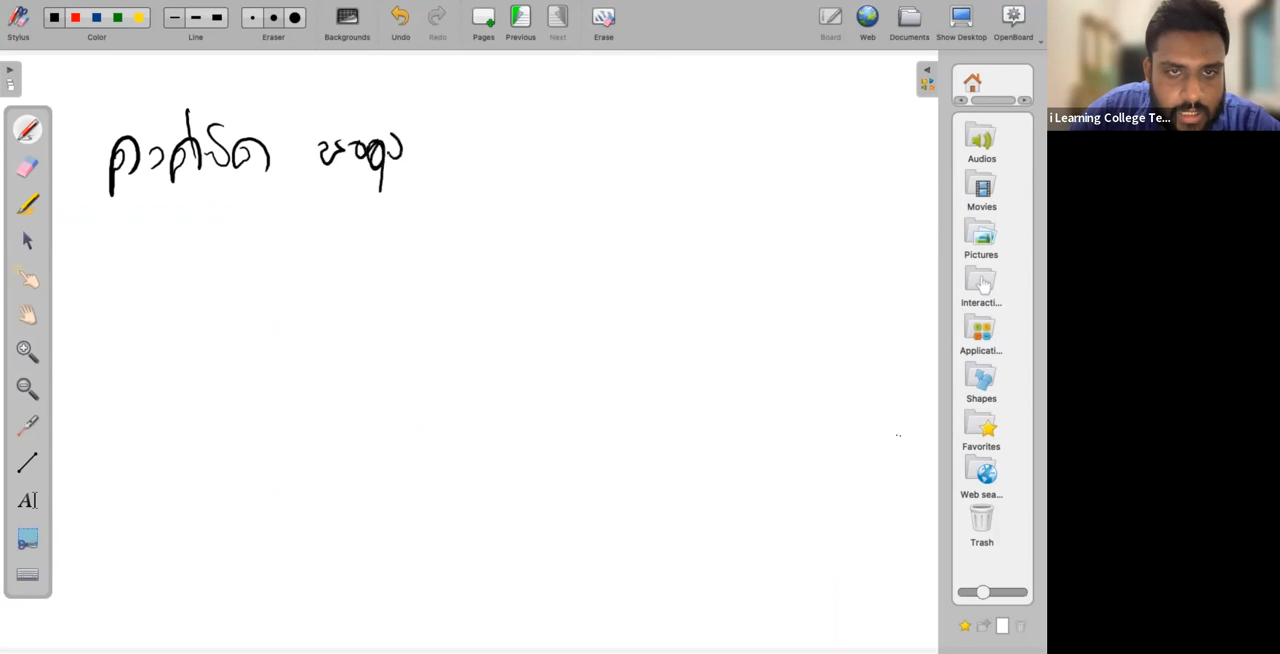 Stylus
Color
Line
Eraser
Backgrounds
Undo
Redo
Pages
Previous
Next
Erase
Board
Web
Documents
Show Desktop
OpenBoard
i Learning College Te...
Audios
Movies
Pictures
Interacti...
Applicati...
Shapes
Favorites
Web sea...
Trash